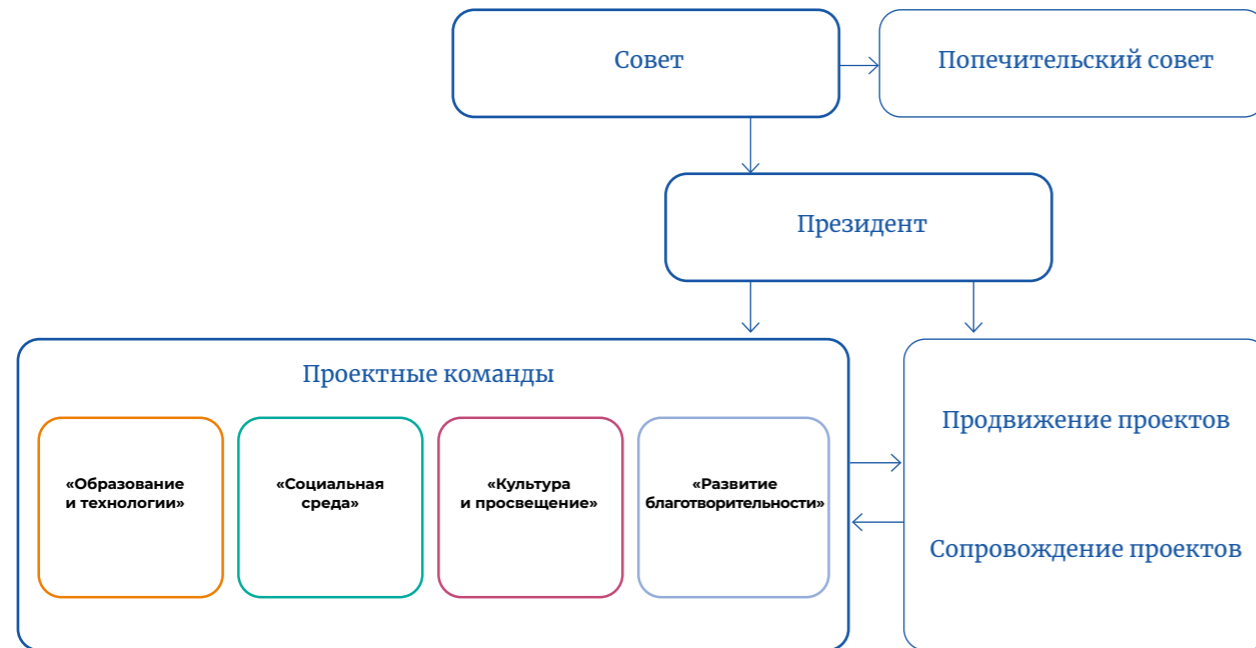 Совет
Попечительский совет
Президент
Проектные команды
«Образование
и технологии»
«Социальная
среда»
«Культура
и просвещение»
«Развитие
благотворительности»
Продвижение проектов
Сопровождение проектов